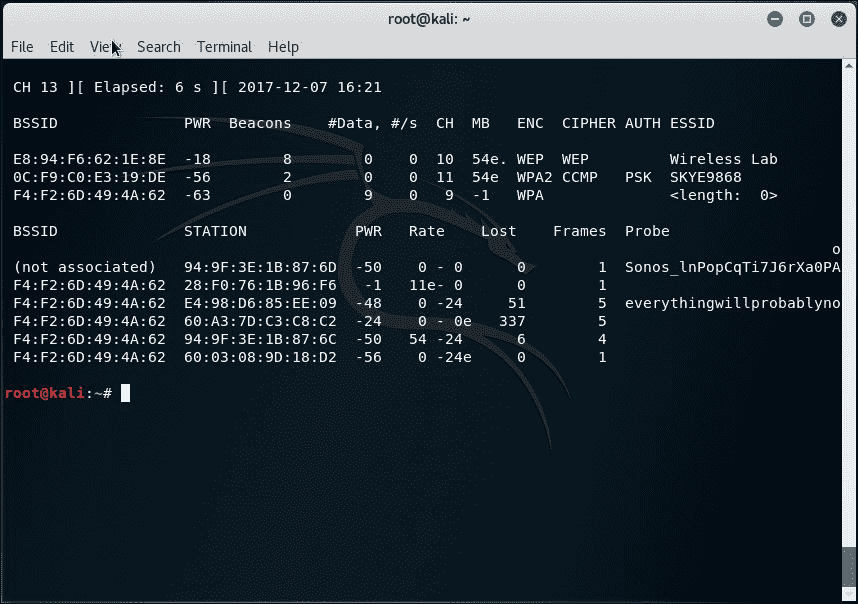 root@kali: ~
File Edit View Search Terminal Help
CH 13 ][ Elapsed: 6 s ][ 2017-12-07 16:21
BSSID PWR Beacons #Data, #/s CH MB ENC CIPHER AUTH ESSID
E8:94:F6:62:1E:8E -18 8 0 0 10 54e. WEP WEP Wireless Lab
0C:F9:C0:E3:19:DE -56 2 0 0 11 54e WPA2 CCMP PSK SKYE9868
F4:F2:6D:49:4A:62 -63 0 9 0 9 -1 WPA <length: 0>
BSSID STATION PWR Rate Lost Frames Probe
o
(not associated) 94:9F:3E:1B:87:6D -50 0 - 0 0 1 Sonos_lnPopCqTi7J6rXa0PA
F4:F2:6D:49:4A:62 28:F0:76:1B:96:F6 -1 11e- 0 0 1
F4:F2:6D:49:4A:62 E4:98:D6:85:EE:09 -48 0 -24 51 5 everythingwillprobablyno
F4:F2:6D:49:4A:62 60:A3:7D:C3:C8:C2 -24 0 - 0e 337 5
F4:F2:6D:49:4A:62 94:9F:3E:1B:87:6C -50 54 -24 6 4
F4:F2:6D:49:4A:62 60:03:08:9D:18:D2 -56 0 -24e 0 1
root@kali:~#